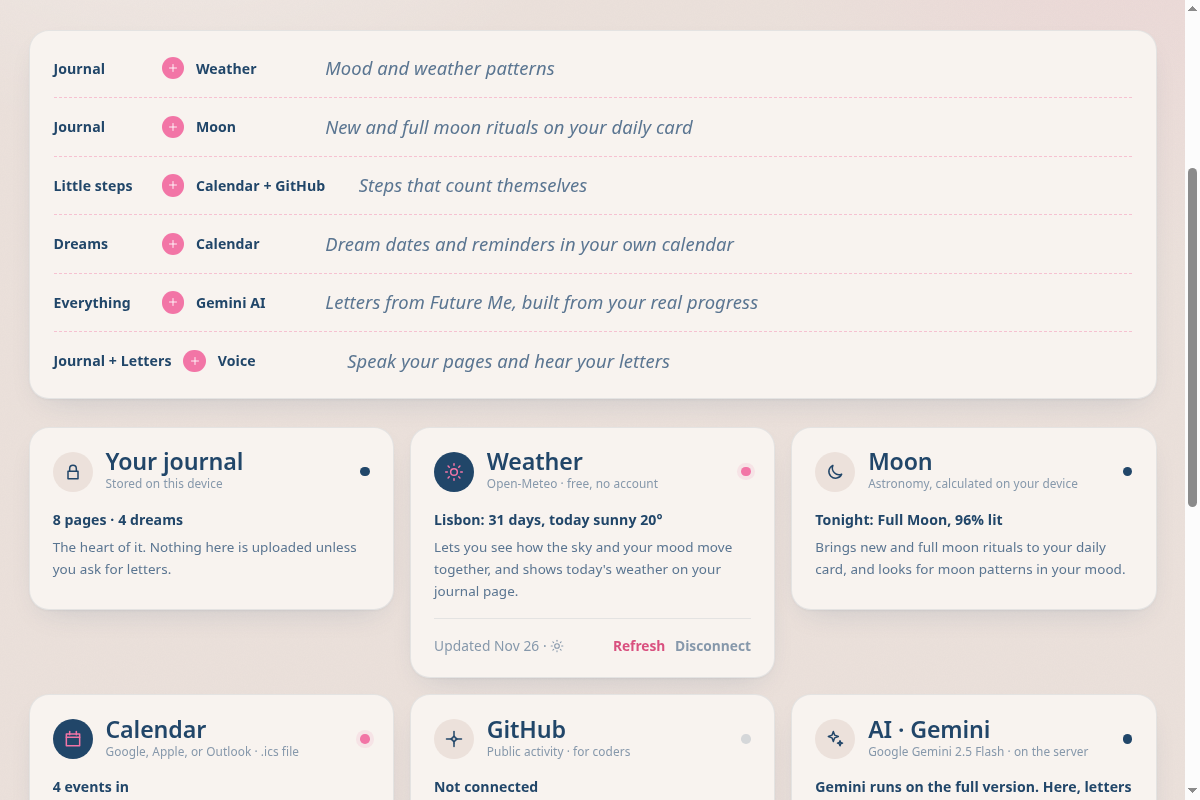 Journal + Weather Mood and weather patterns
Journal + Moon New and full moon rituals on your daily card
Little steps + Calendar + GitHub Steps that count themselves
Dreams + Calendar Dream dates and reminders in your own calendar
Everything + Gemini AI Letters from Future Me, built from your real progress
Journal + Letters + Voice Speak your pages and hear your letters
Your journal
Stored on this device
8 pages · 4 dreams
The heart of it. Nothing here is uploaded unless
you ask for letters.
Weather
Open-Meteo · free, no account
Lisbon: 31 days, today sunny 20°
Lets you see how the sky and your mood move
together, and shows today's weather on your
journal page.
Updated Nov 26 · Refresh Disconnect
Moon
Astronomy, calculated on your device
Tonight: Full Moon, 96% lit
Brings new and full moon rituals to your daily
card, and looks for moon patterns in your mood.
Calendar
Google, Apple, or Outlook · .ics file
4 events in
GitHub
Public activity · for coders
Not connected
AI · Gemini
Google Gemini 2.5 Flash · on the server
Gemini runs on the full version. Here, letters